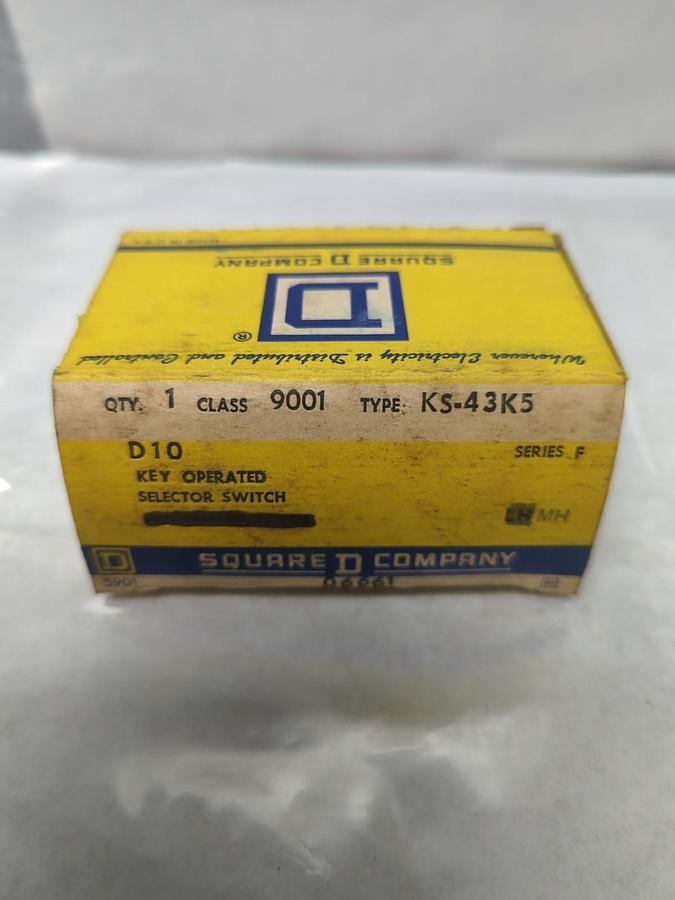 MADE IN U.S.A.
SQUARE D COMPANY
D
®
Wherever Electricity is Distributed and Controlled
QTY. 1 CLASS 9001 TYPE: KS-43K5
D10 SERIES F
KEY OPERATED
SELECTOR SWITCH
LH MH
D SQUARE D COMPANY
5901 06661